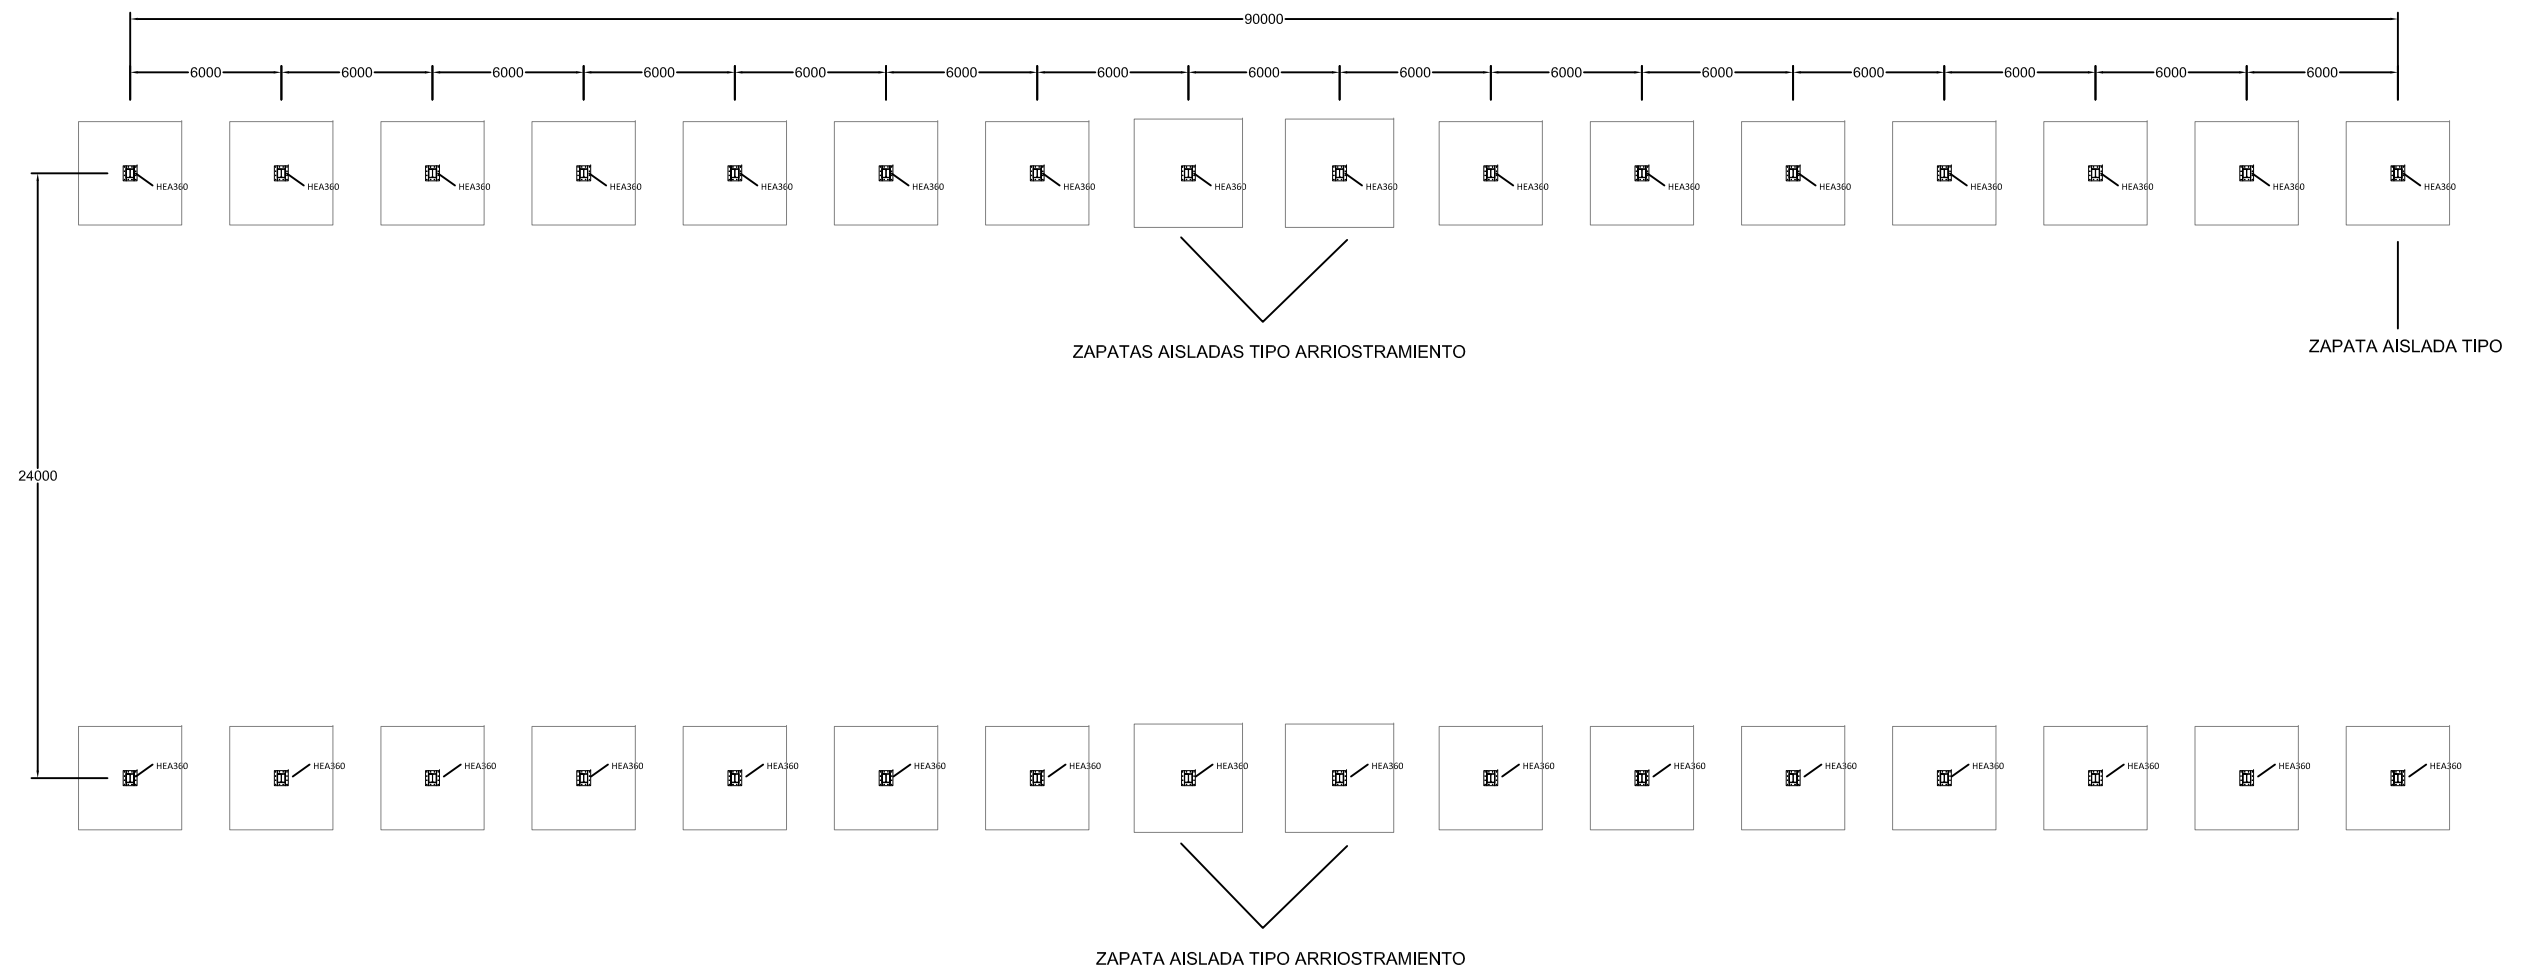 90000
6000 6000 6000 6000 6000 6000 6000 6000 6000 6000 6000 6000 6000 6000 6000
HEA360 HEA360 HEA360 HEA360 HEA360 HEA360 HEA360 HEA360 HEA360 HEA360 HEA360 HEA360 HEA360 HEA360 HEA360 HEA360
ZAPATAS AISLADAS TIPO ARRIOSTRAMIENTO
ZAPATA AISLADA TIPO
24000
HEA360 HEA360 HEA360 HEA360 HEA360 HEA360 HEA360 HEA360 HEA360 HEA360 HEA360 HEA360 HEA360 HEA360 HEA360 HEA360
ZAPATA AISLADA TIPO ARRIOSTRAMIENTO